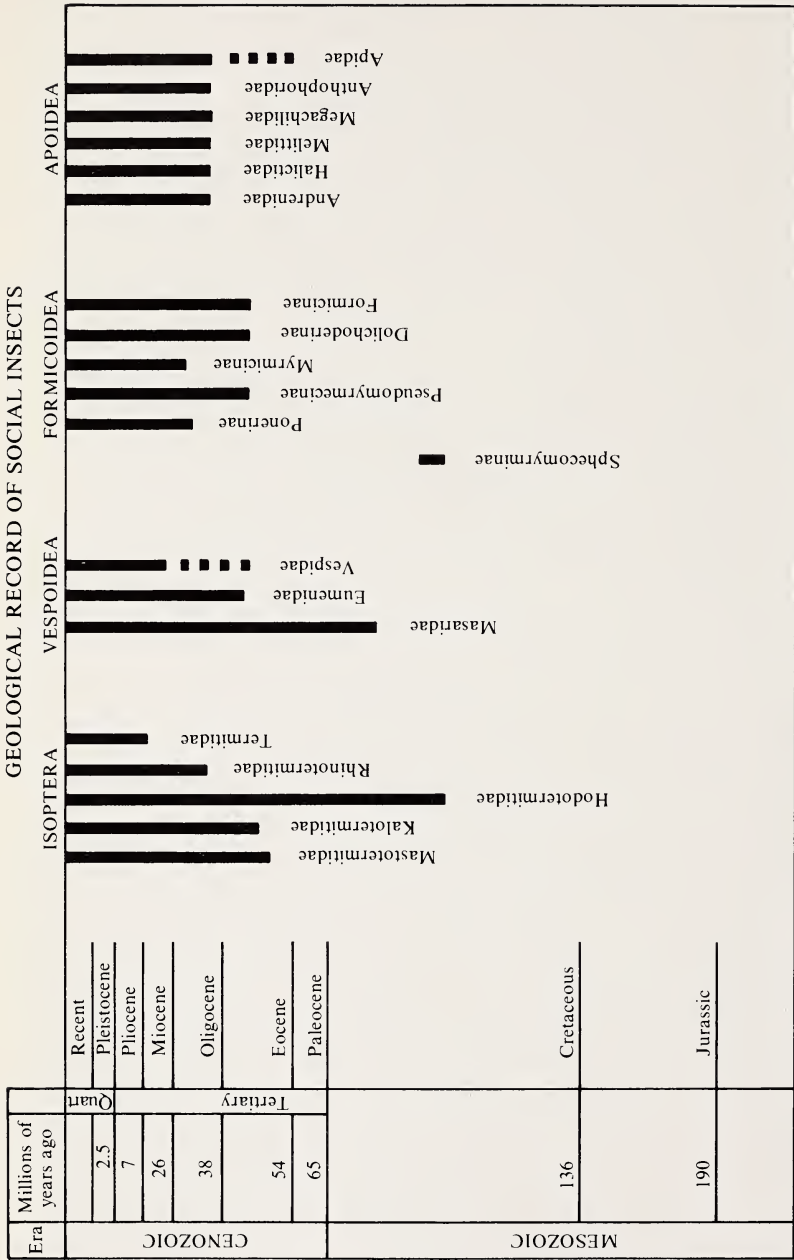 GEOLOGICAL RECORD OF SOCIAL INSECTS
ISOPTERA
VESPOIDEA
FORMICOIDEA
APOIDEA
Era
Millions of
years ago
CENOZOIC
MESOZOIC
Quart
Tertiary
Recent
2.5
Pleistocene
7
Pliocene
26
Miocene
38
Oligocene
54
Eocene
65
Paleocene
136
Cretaceous
190
Jurassic
Mastotermitidae
Kalotermitidae
Hodotermitidae
Rhinotermitidae
Termitidae
Masaridae
Eumenidae
Vespidae
Sphecomyrminae
Ponerinae
Pseudomyrmecinae
Myrmicinae
Dolichoderinae
Formicinae
Andrenidae
Halictidae
Melittidae
Megachilidae
Anthophoridae
Apidae